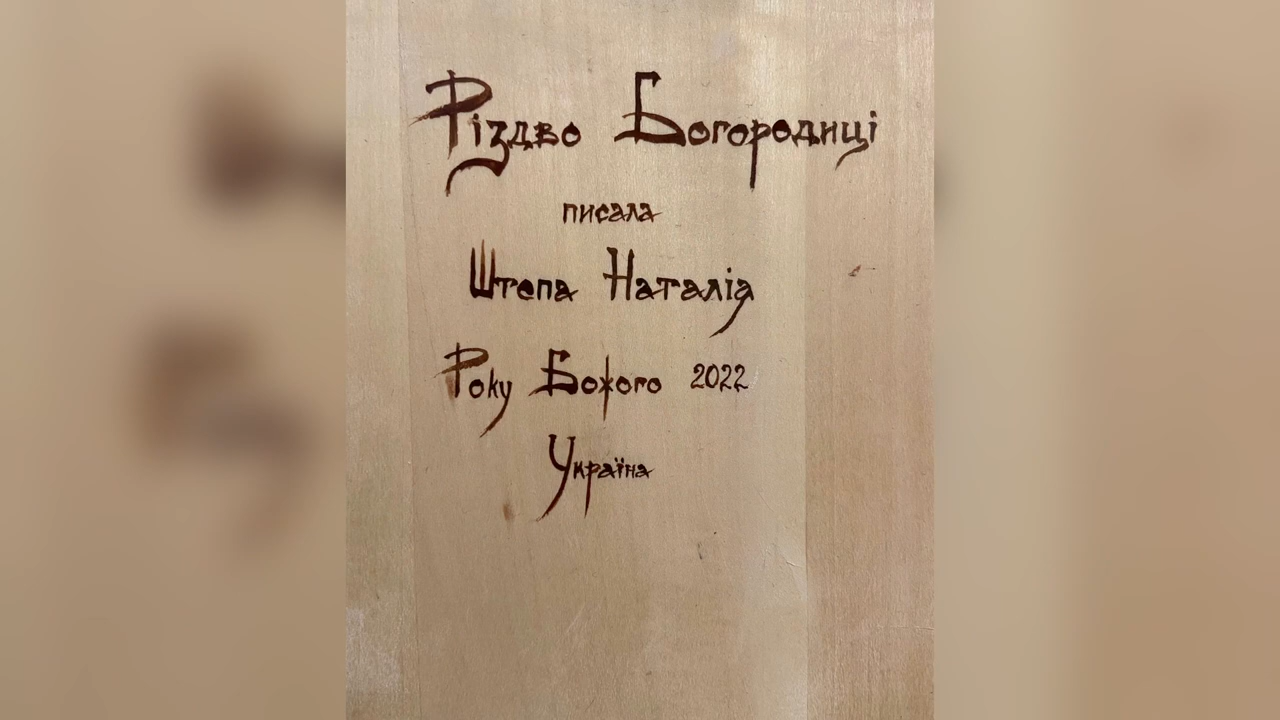 Різдво Богородиці
писала
Штепа Наталія
Року Божого 2022
Україна